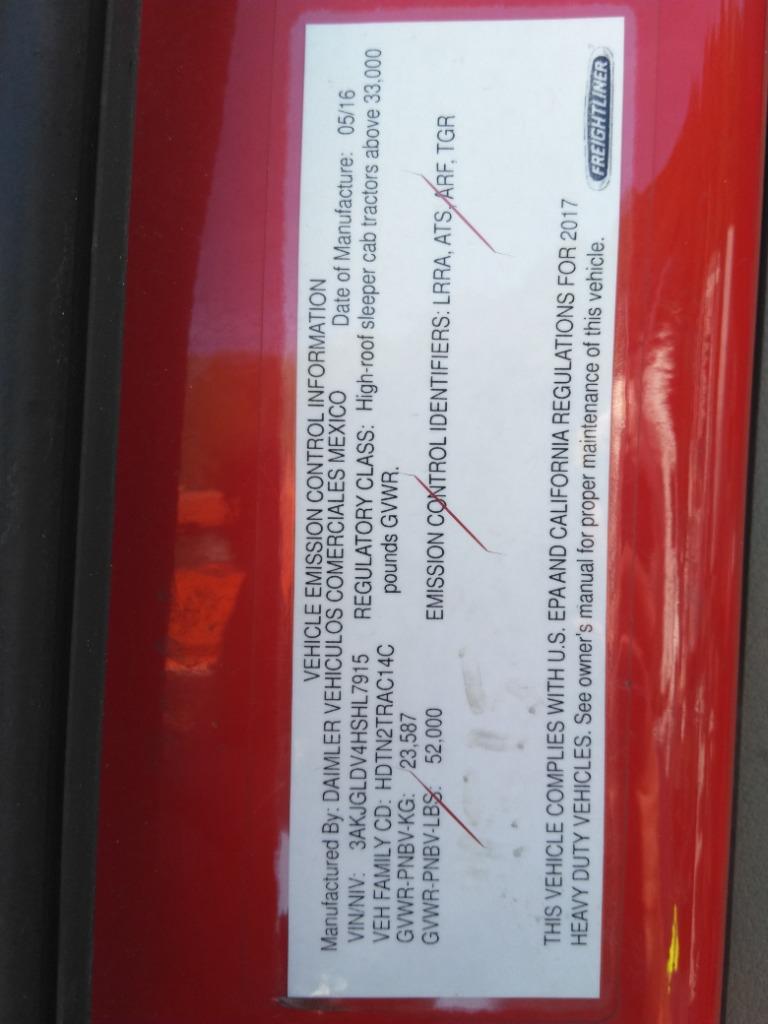 VEHICLE EMISSION CONTROL INFORMATION
Manufactured By: DAIMLER VEHICULOS COMERCIALES MEXICO Date of Manufacture: 05/16
VIN/NIV: 3AKJGLDV4HSHL7915 REGULATORY CLASS: High-roof sleeper cab tractors above 33,000
VEH FAMILY CD: HDTN2TRAC14C pounds GVWR.
GVWR-PNBV-KG: 23,587
GVWR-PNBV-LBS: 52,000 EMISSION CONTROL IDENTIFIERS: LRRA, ATS, ARF, TGR
THIS VEHICLE COMPLIES WITH U.S. EPA AND CALIFORNIA REGULATIONS FOR 2017
HEAVY DUTY VEHICLES. See owner's manual for proper maintenance of this vehicle.
FREIGHTLINER